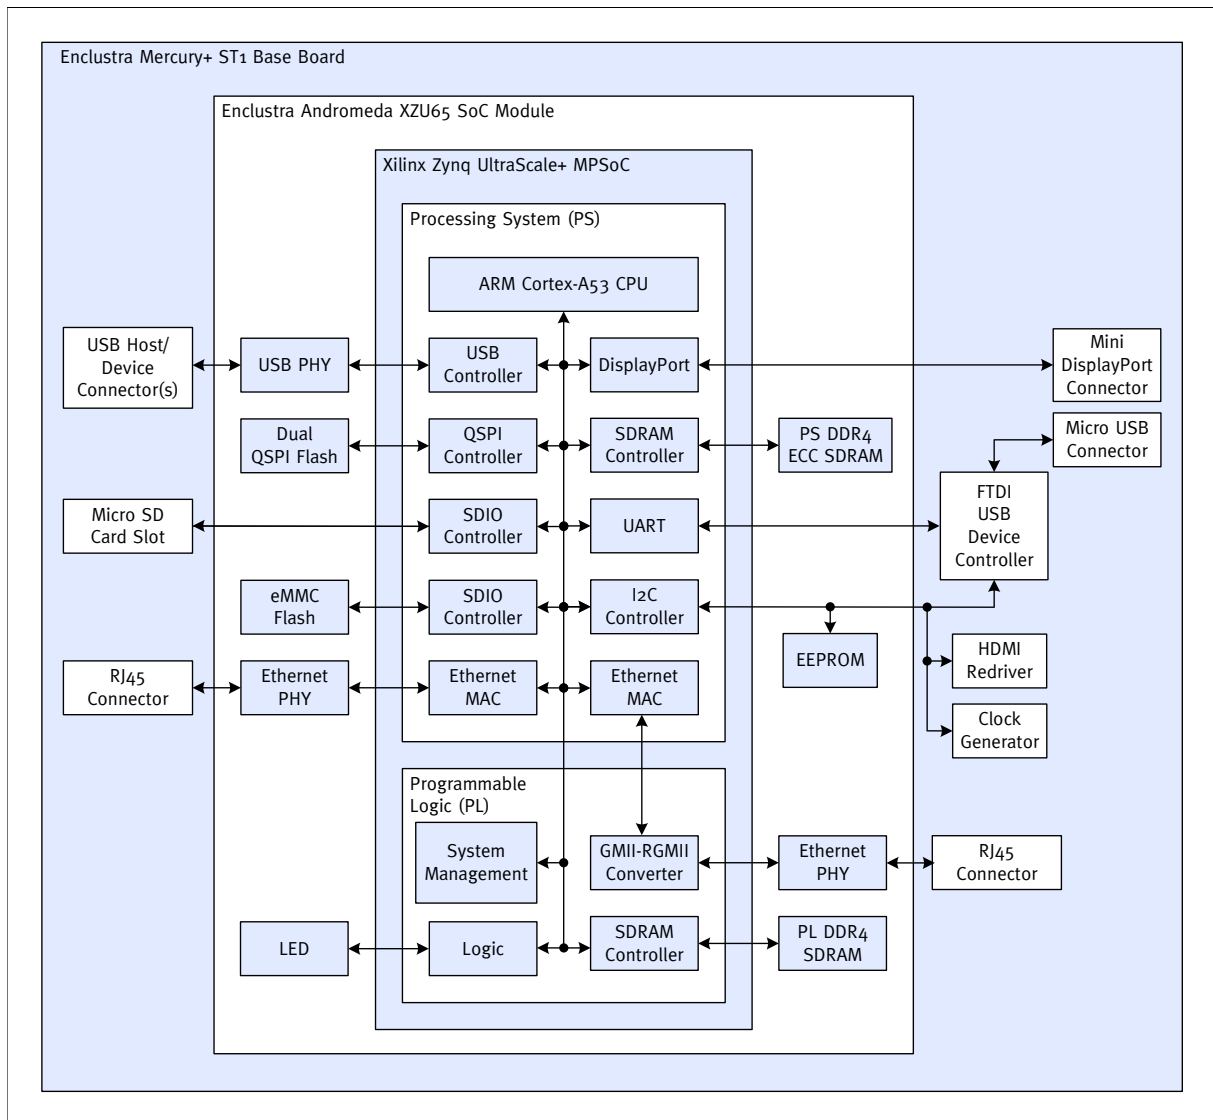 Enclustra Mercury+ ST1 Base Board
Enclustra Andromeda XZU65 SoC Module
Xilinx Zynq UltraScale+ MPSoC
Processing System (PS)
ARM Cortex-A53 CPU
USB Host/
Device
Connector(s)
USB PHY
USB
Controller
DisplayPort
Mini
DisplayPort
Connector
Dual
QSPI Flash
QSPI
Controller
SDRAM
Controller
PS DDR4
ECC SDRAM
Micro USB
Connector
Micro SD
Card Slot
SDIO
Controller
UART
FTDI
USB
Device
Controller
eMMC
Flash
SDIO
Controller
I2C
Controller
EEPROM
HDMI
Redriver
RJ45
Connector
Ethernet
PHY
Ethernet
MAC
Ethernet
MAC
Clock
Generator
Programmable
Logic (PL)
System
Management
GMII-RGMII
Converter
Ethernet
PHY
RJ45
Connector
LED
Logic
SDRAM
Controller
PL DDR4
SDRAM